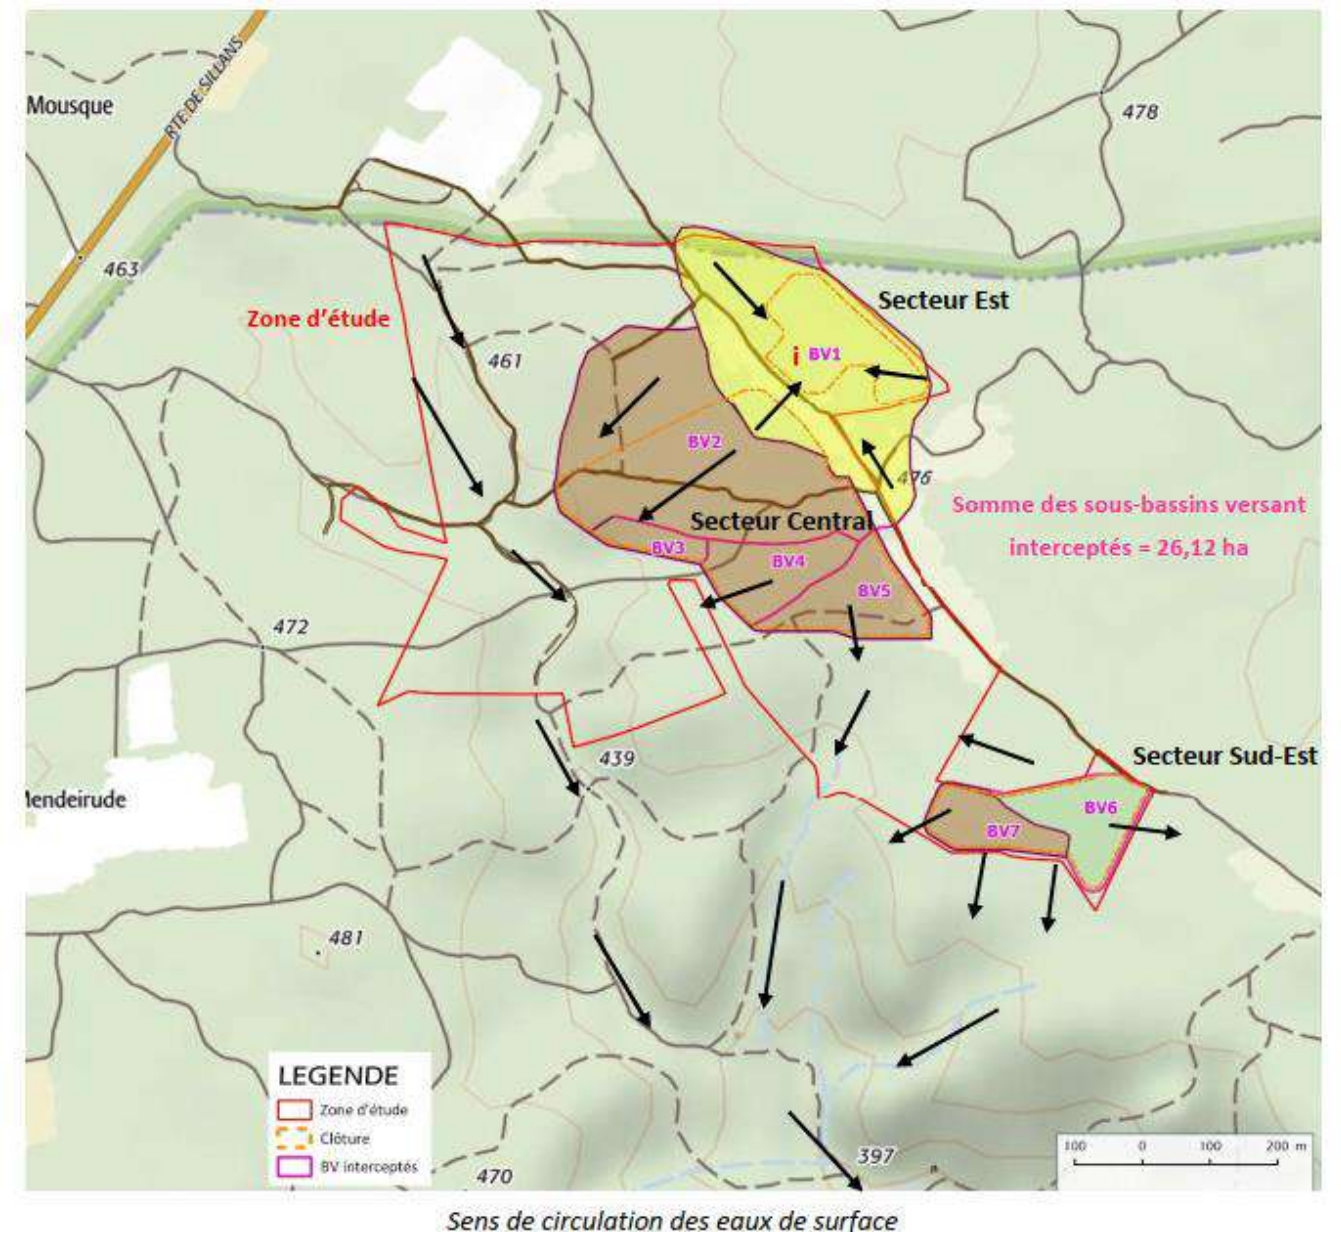 RTE DE SILLANS
Mousque
478
463
Secteur Est
Zone d'étude
461
i BV1
BV2
476
Somme des sous-bassins versant
interceptés = 26,12 ha
Secteur Central
BV3
BV4
BV5
472
439
Secteur Sud-Est
BV6
BV7
481
LEGENDE
Zone d'étude
Clôture
BV interceptés
470
397
100 0 100 200 m
Sens de circulation des eaux de surface